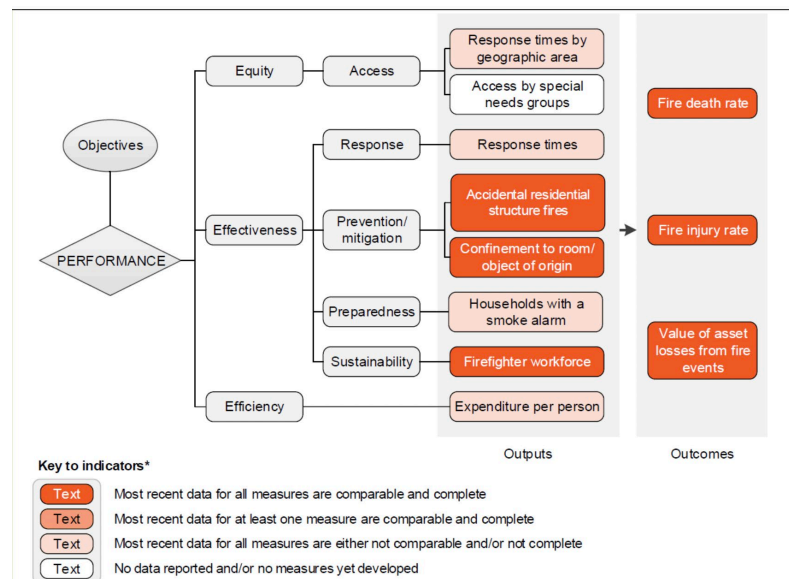 Objectives
PERFORMANCE
Equity
Access
Response times by
geographic area
Access by special
needs groups
Effectiveness
Response
Response times
Prevention/
mitigation
Accidental residential
structure fires
Confinement to room/
object of origin
Preparedness
Households with a
smoke alarm
Sustainability
Firefighter workforce
Efficiency
Expenditure per person
Outputs
Fire death rate
Fire injury rate
Value of asset
losses from fire
events
Outcomes
Key to indicators*
Text Most recent data for all measures are comparable and complete
Text Most recent data for at least one measure are comparable and complete
Text Most recent data for all measures are either not comparable and/or not complete
Text No data reported and/or no measures yet developed